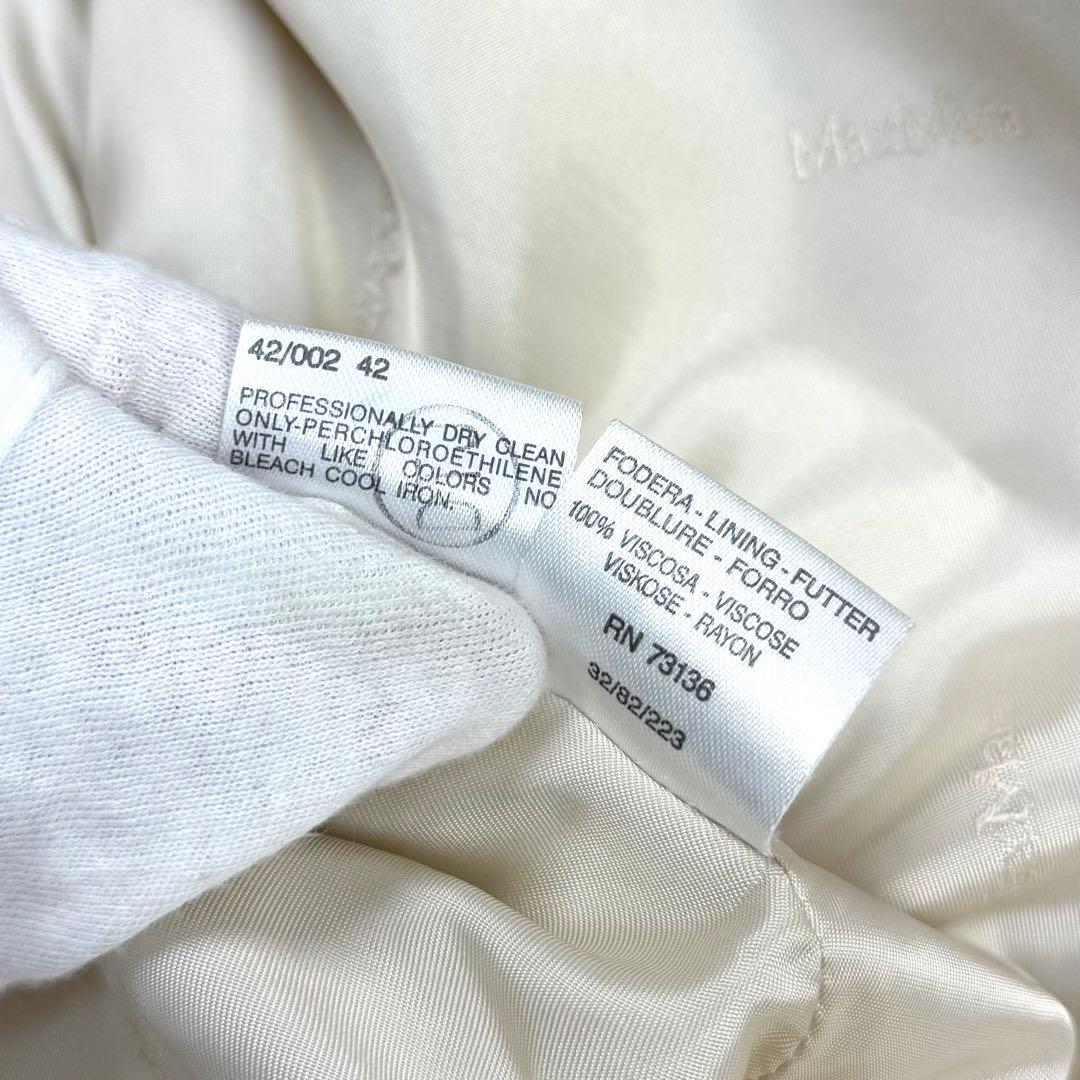 42/002 42
PROFESSIONALLY DRY CLEAN
ONLY-PERCHLOROETHILENE
WITH LIKE COLORS NO
BLEACH COOL IRON.
FODERA - LINING - FUTTER
DOUBLURE - FORRO
100% VISCOSA - VISCOSE
VISKOSE - RAYON
RN 73136
32/82/223